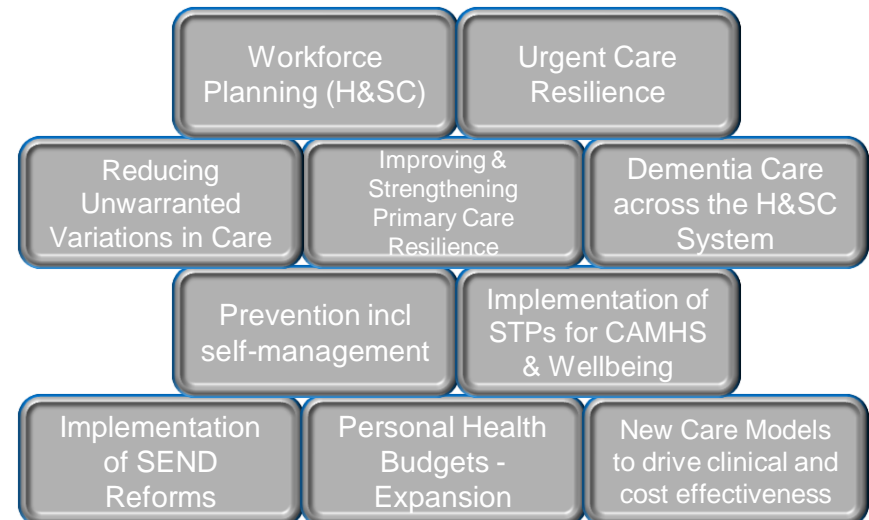 Workforce
Planning (H&SC)
Urgent Care
Resilience
Reducing
Unwarranted
Variations in Care
Improving &
Strengthening
Primary Care
Resilience
Dementia Care
across the H&SC
System
Prevention incl
self-management
Implementation of
STPs for CAMHS
& Wellbeing
Implementation
of SEND
Reforms
Personal Health
Budgets -
Expansion
New Care Models
to drive clinical and
cost effectiveness